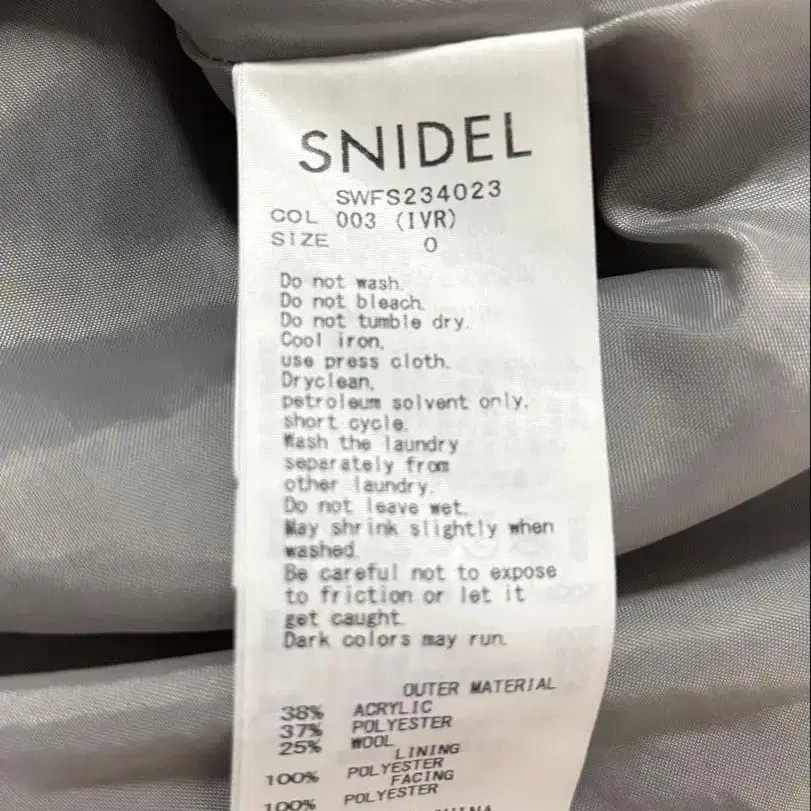 SNIDEL
SWFS234023
COL 003 (IVR)
SIZE 0
Do not wash.
Do not bleach.
Do not tumble dry.
Cool iron,
use press cloth.
Dryclean,
petroleum solvent only,
short cycle.
Wash the laundry
separately from
other laundry.
Do not leave wet.
May shrink slightly when
washed.
Be careful not to expose
to friction or let it
get caught.
Dark colors may run.
OUTER MATERIAL
38% ACRYLIC
37% POLYESTER
25% WOOL
LINING
100% POLYESTER
FACING
100% POLYESTER